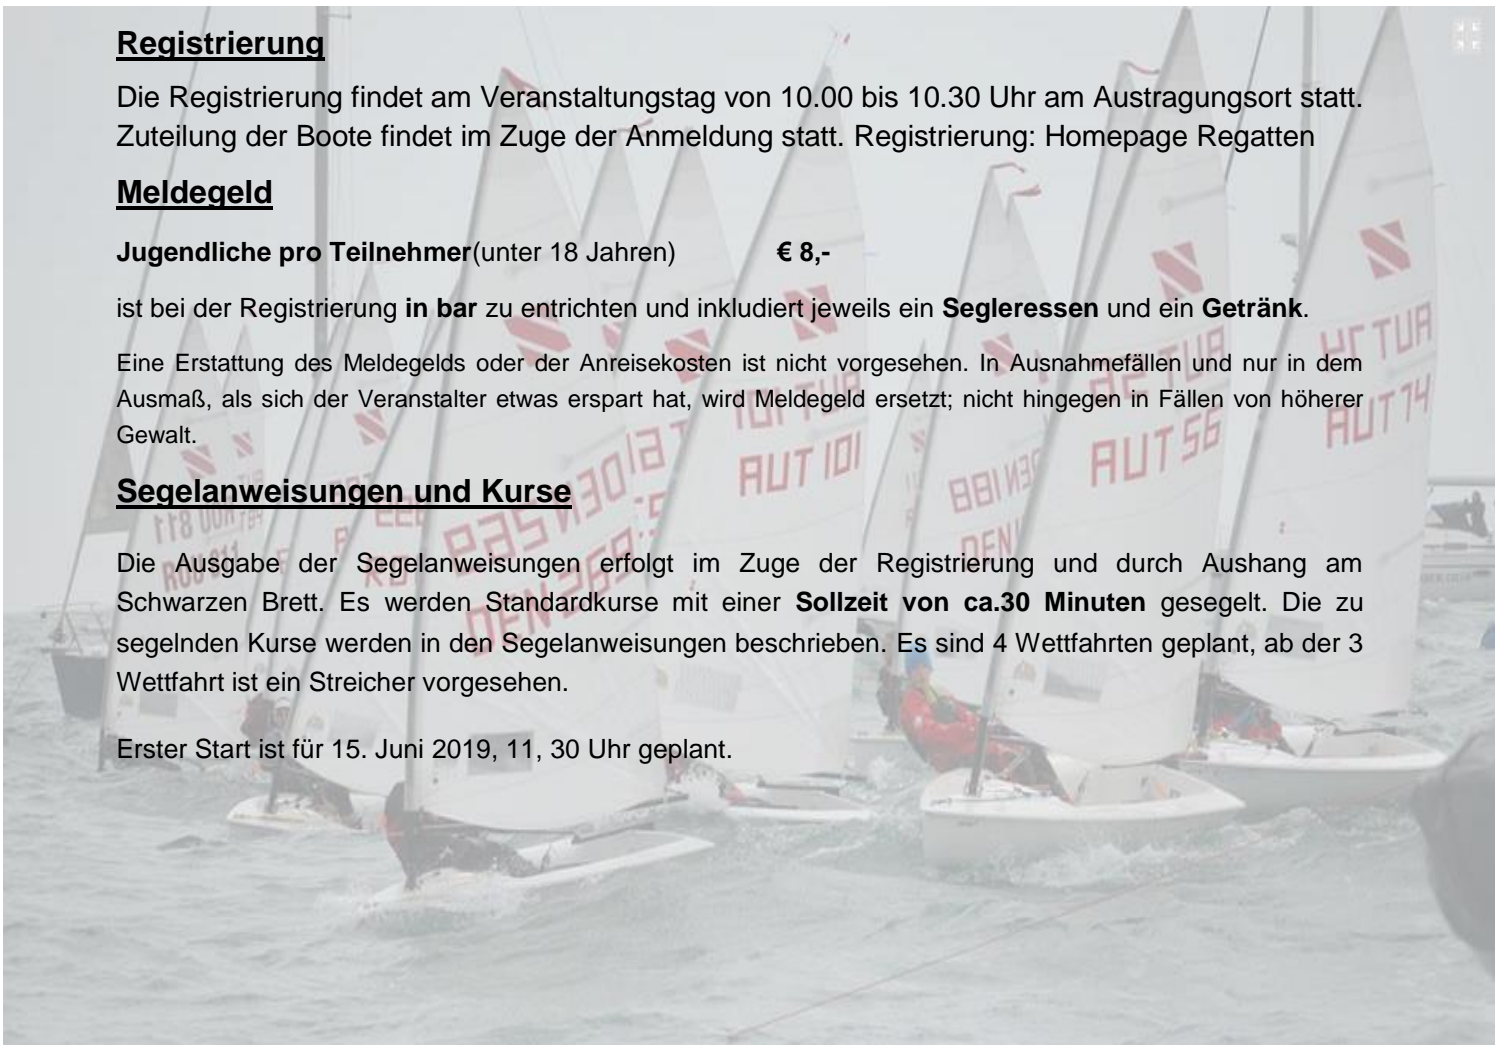 Registrierung
Die Registrierung findet am Veranstaltungstag von 10.00 bis 10.30 Uhr am Austragungsort statt.
Zuteilung der Boote findet im Zuge der Anmeldung statt. Registrierung: Homepage Regatten
Meldegeld
Jugendliche pro Teilnehmer(unter 18 Jahren) € 8,-
ist bei der Registrierung in bar zu entrichten und inkludiert jeweils ein Segleressen und ein Getränk.
Eine Erstattung des Meldegelds oder der Anreisekosten ist nicht vorgesehen. In Ausnahmefällen und nur in dem
Ausmaß, als sich der Veranstalter etwas erspart hat, wird Meldegeld ersetzt; nicht hingegen in Fällen von höherer
Gewalt.
Segelanweisungen und Kurse
Die Ausgabe der Segelanweisungen erfolgt im Zuge der Registrierung und durch Aushang am
Schwarzen Brett. Es werden Standardkurse mit einer Sollzeit von ca.30 Minuten gesegelt. Die zu
segelnden Kurse werden in den Segelanweisungen beschrieben. Es sind 4 Wettfahrten geplant, ab der 3
Wettfahrt ist ein Streicher vorgesehen.
Erster Start ist für 15. Juni 2019, 11, 30 Uhr geplant.
AUT 101
AUT 56
AUT 74
DEN 269